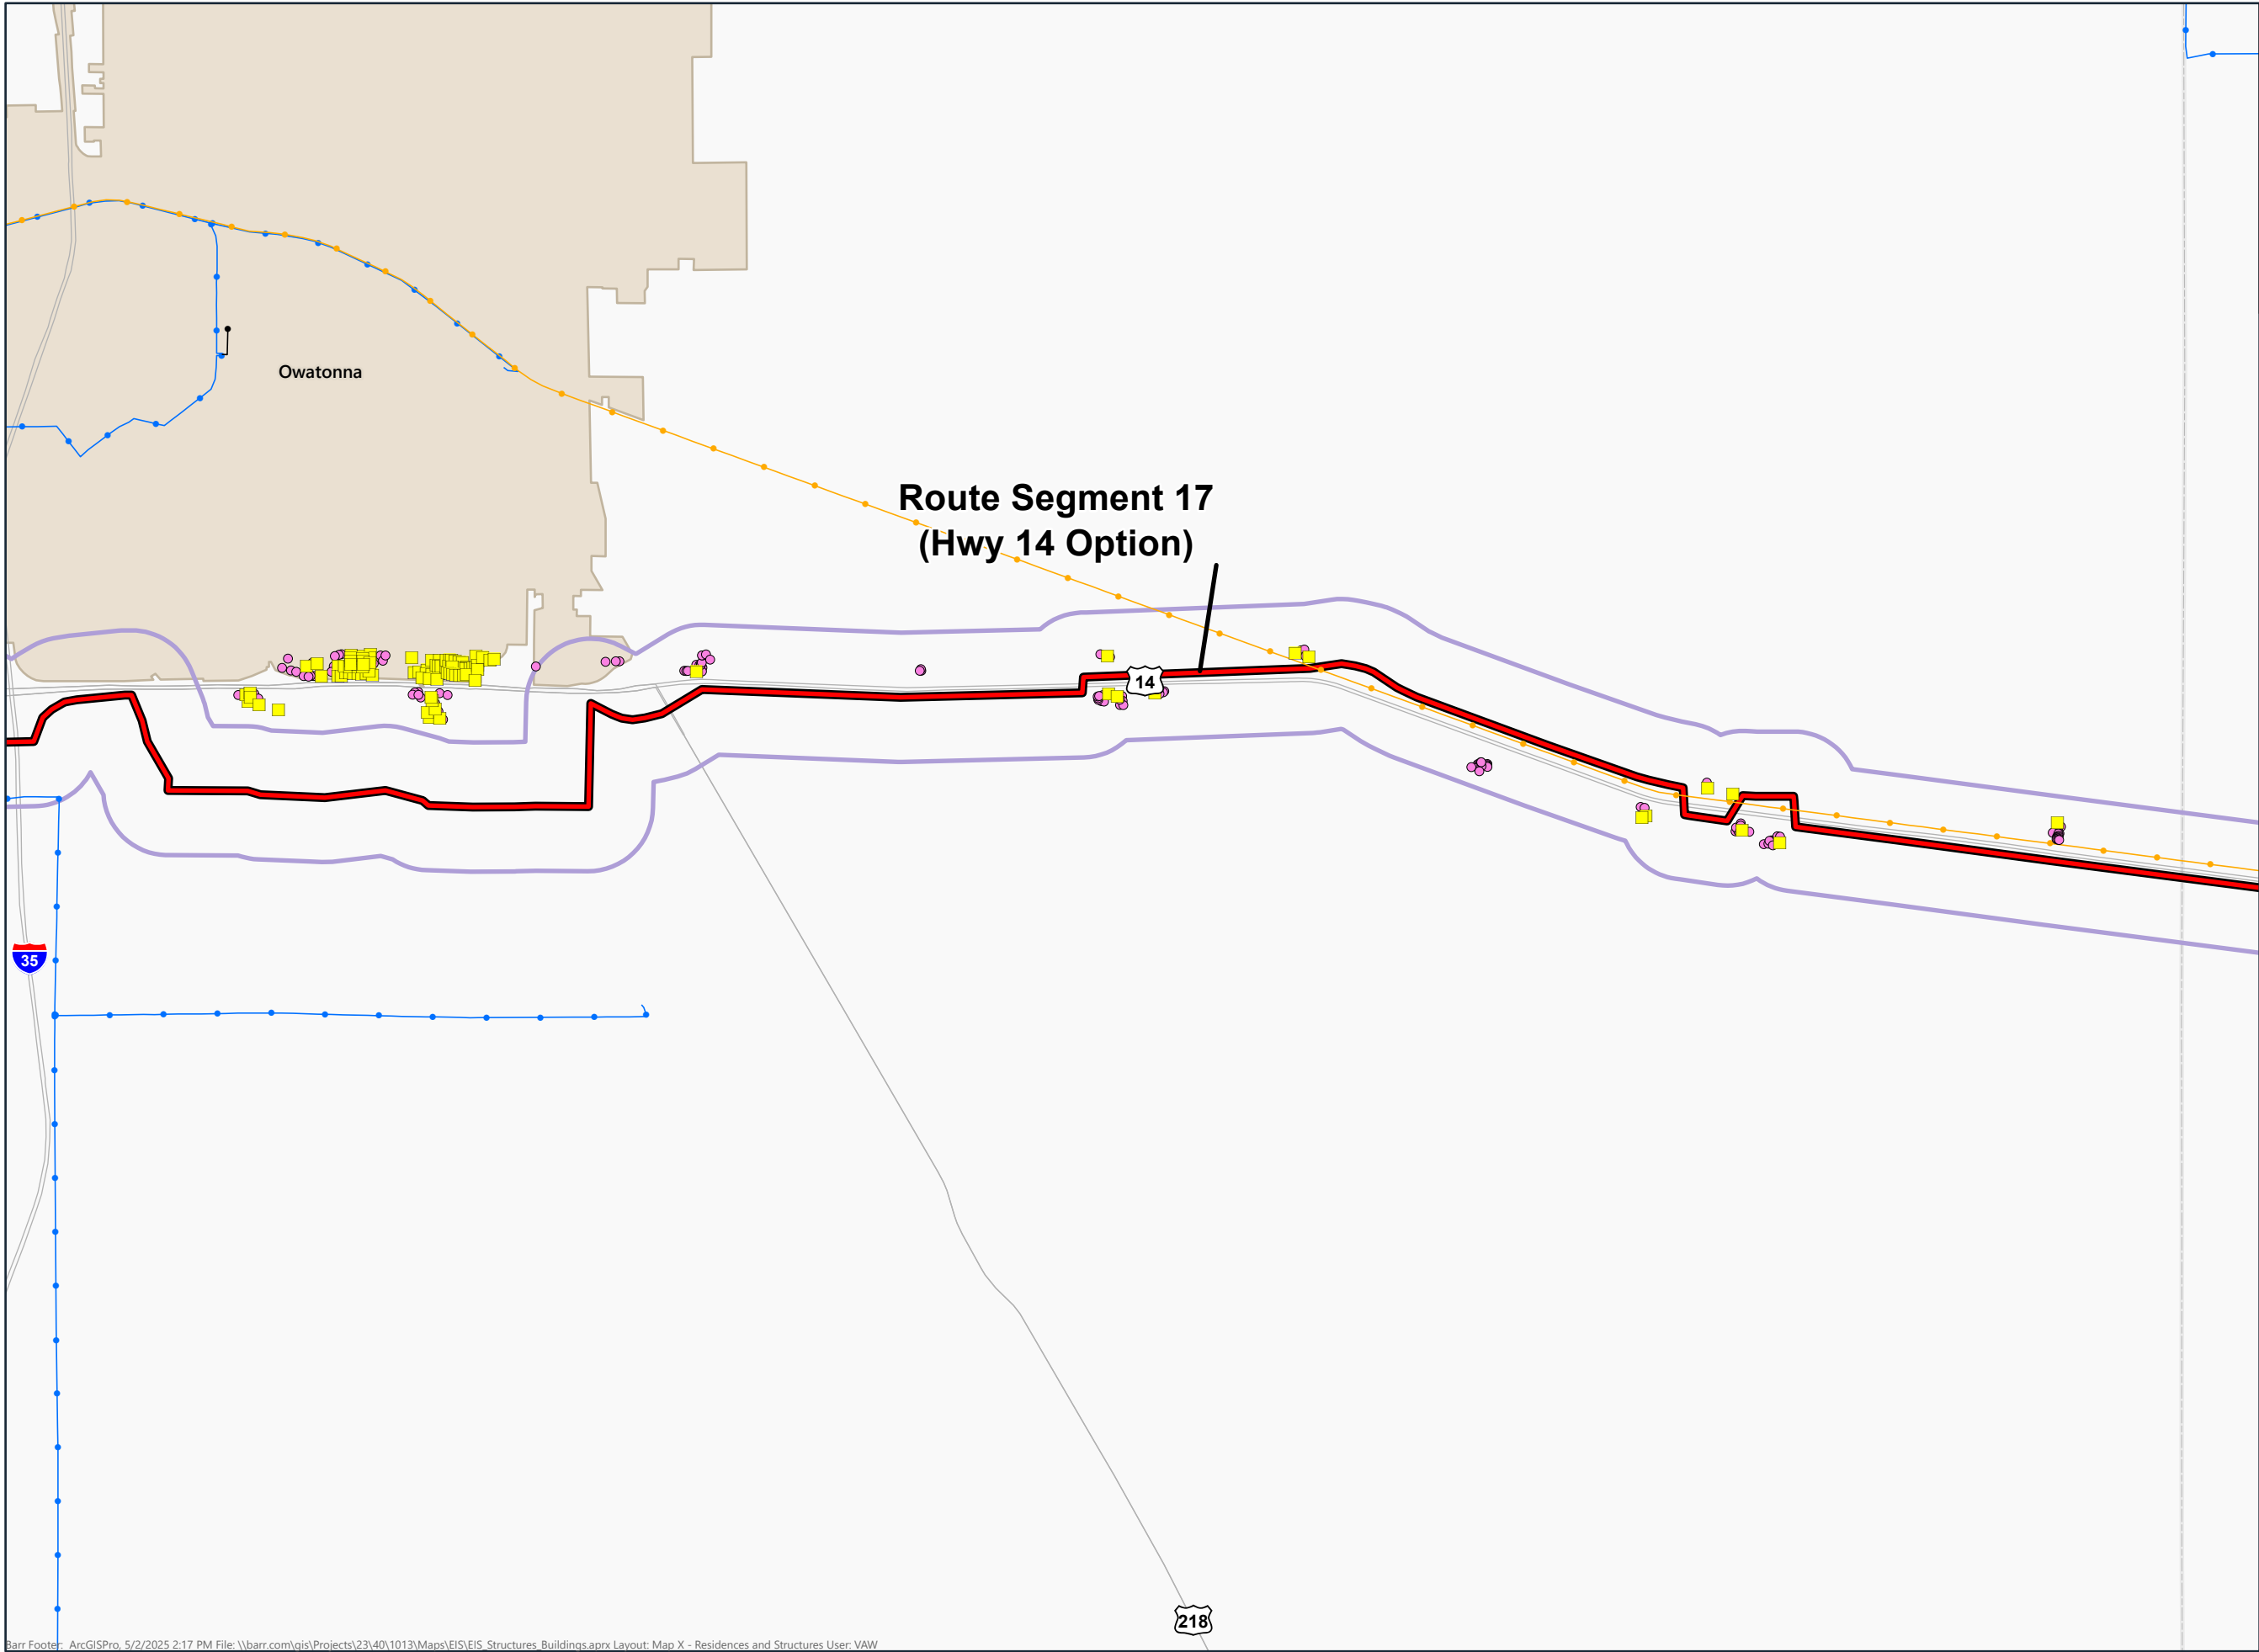 Owatonna
Route Segment 17
(Hwy 14 Option)
14
35
218
Barr Footer: ArcGISPro, 5/2/2025 2:17 PM File: \\barr.com\gis\Projects\23\40\1013\Maps\EIS\EIS_Structures_Buildings.aprx Layout: Map X - Residences and Structures User: VAW